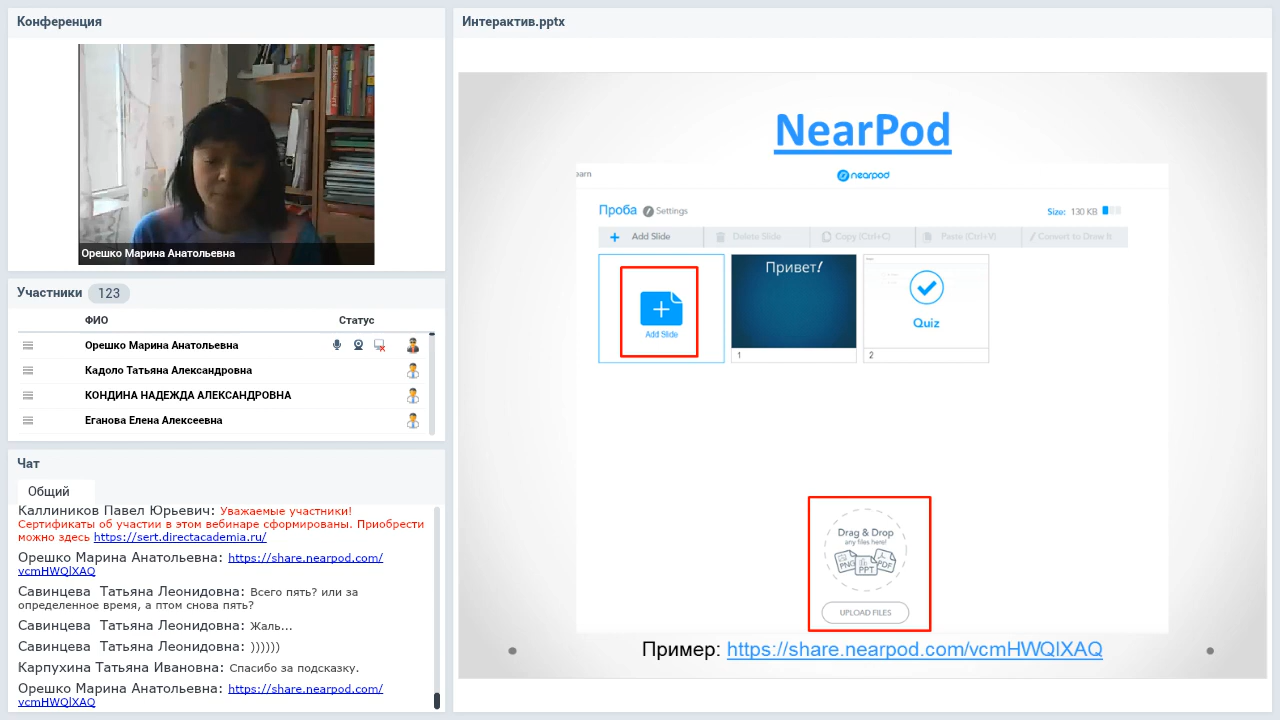 Конференция
Орешко Марина Анатольевна
Участники 123
ФИО Статус
Орешко Марина Анатольевна
Кадоло Татьяна Александровна
КОНДИНА НАДЕЖДА АЛЕКСАНДРОВНА
Еганова Елена Алексеевна
Чат
Общий
Каллиников Павел Юрьевич: Уважаемые участники!
Сертификаты об участии в этом вебинаре сформированы. Приобрести
можно здесь https://sert.directacademia.ru/
Орешко Марина Анатольевна: https://share.nearpod.com/
vcmHWQlXAQ
Савинцева Татьяна Леонидовна: Всего пять? или за
определенное время, а птом снова пять?
Савинцева Татьяна Леонидовна: Жаль...
Савинцева Татьяна Леонидовна: ))))))
Карпухина Татьяна Ивановна: Спасибо за подсказку.
Орешко Марина Анатольевна: https://share.nearpod.com/
vcmHWQlXAQ
Интерактив.pptx
NearPod
earn
nearpod
Проба Settings
Size: 130 KB
Add Slide Delete Slide Copy (Ctrl+C) Paste (Ctrl+V) Convert to Draw It
Add Slide
Привет!
1
Quiz
2
Drag & Drop
any files here!
PNG PPT PDF
UPLOAD FILES
Пример: https://share.nearpod.com/vcmHWQlXAQ